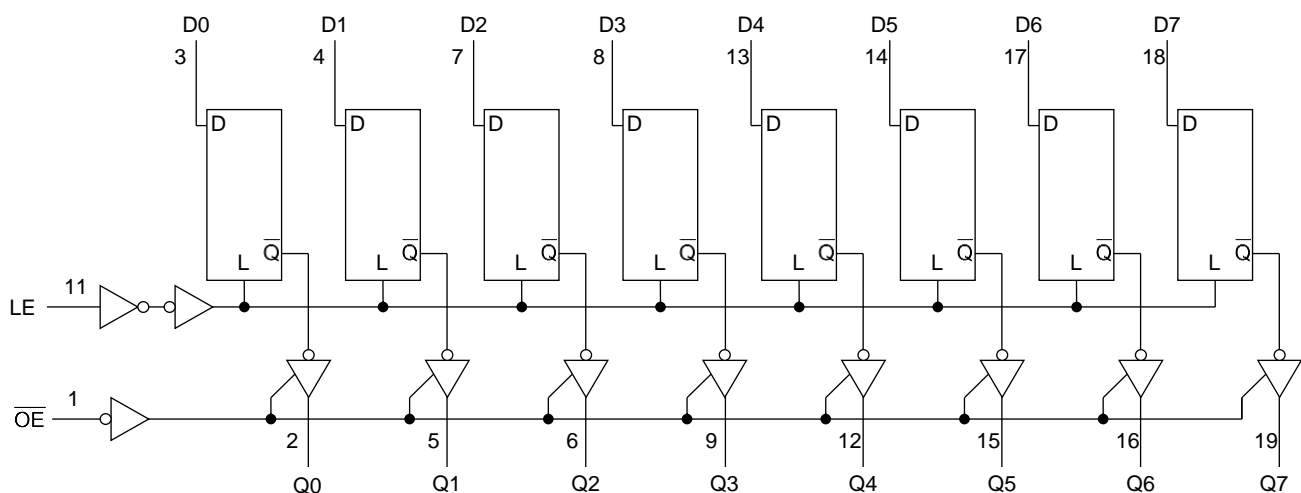 D0 D1 D2 D3 D4 D5 D6 D7
3 4 7 8 13 14 17 18
D D D D D D D D
Q̅ Q̅ Q̅ Q̅ Q̅ Q̅ Q̅ Q̅
L L L L L L L L
11
LE
1
O̅E̅
2 5 6 9 12 15 16 19
Q0 Q1 Q2 Q3 Q4 Q5 Q6 Q7